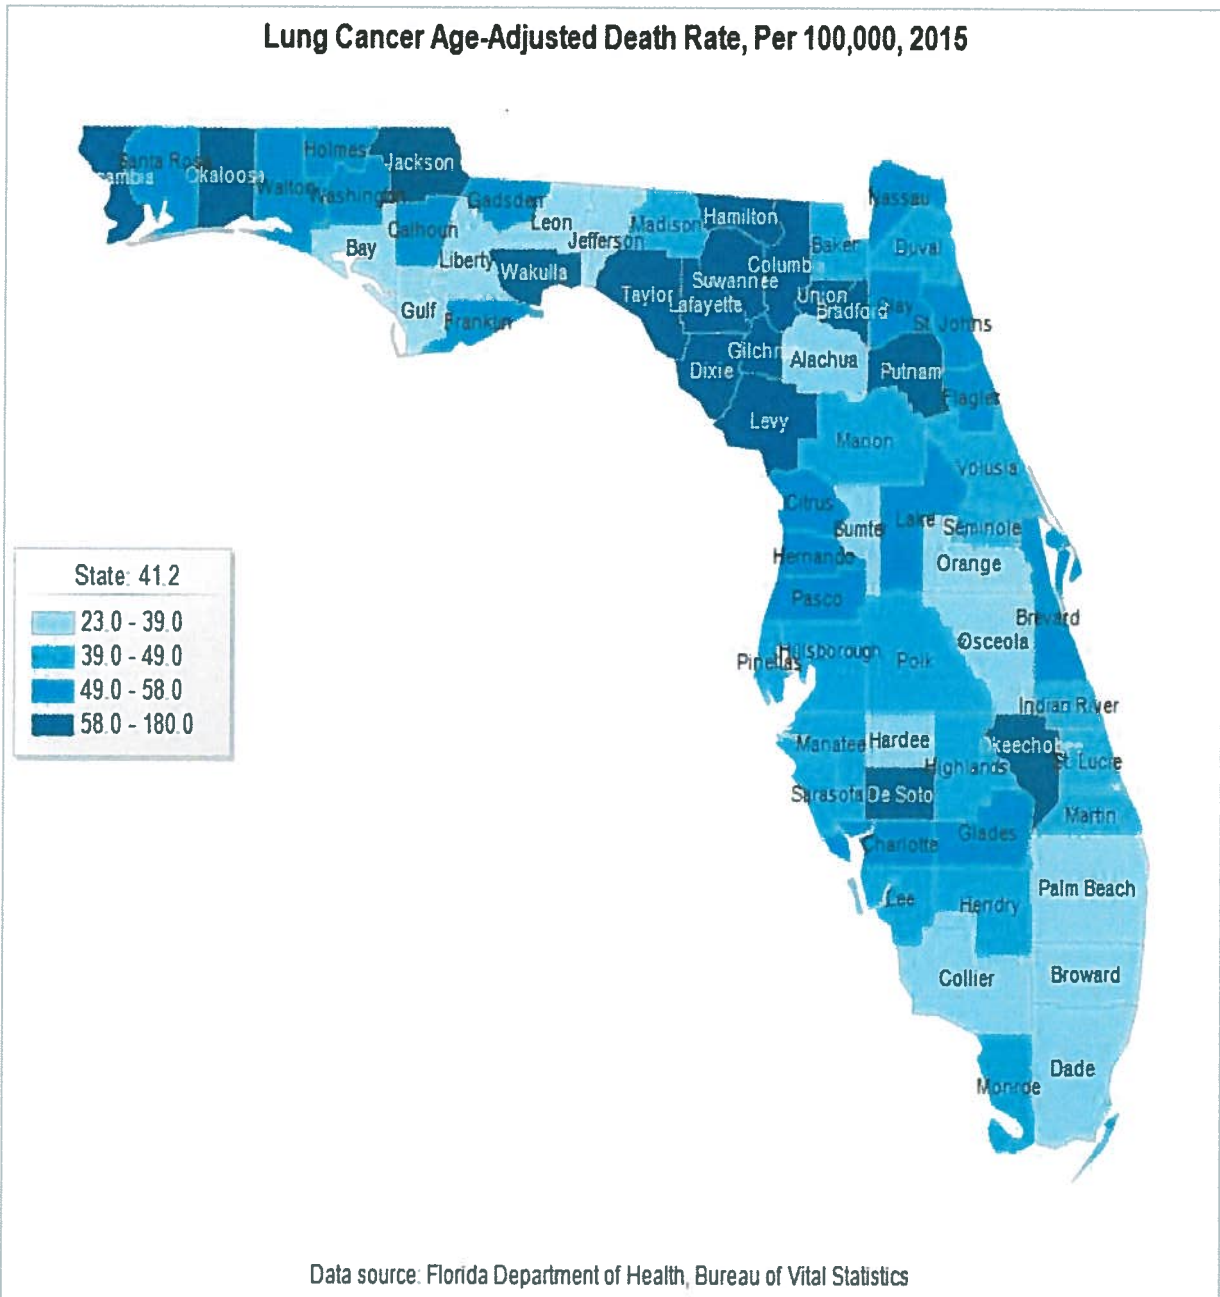 Lung Cancer Age-Adjusted Death Rate, Per 100,000, 2015
Holmes
Jackson
Santa Rosa
cambia
Okaloosa
Walton
Washington
Nassau
Gadsden
Leon
Madison
Hamilton
Calhoun
Jefferson
Baker
Duval
Bay
Liberty
Wakulla
Columb
Suwannee
Taylor
Lafayette
Union
Bradford
Clay
Gulf
Franklin
St Johns
Gilchri
Alachua
Dixie
Putnam
Flagler
Levy
Marion
Volusia
Citrus
Sumter
Lake
Seminole
Hernando
Orange
State: 41.2
23.0 - 39.0
39.0 - 49.0
49.0 - 58.0
58.0 - 180.0
Pasco
Brevard
Osceola
Hillsborough
Pinellas
Polk
Indian River
Manatee
Hardee
keechobee
Highlands
St. Lucie
Sarasota
De Soto
Martin
Glades
Charlotte
Palm Beach
Lee
Hendry
Collier
Broward
Dade
Monroe
Data source: Florida Department of Health, Bureau of Vital Statistics